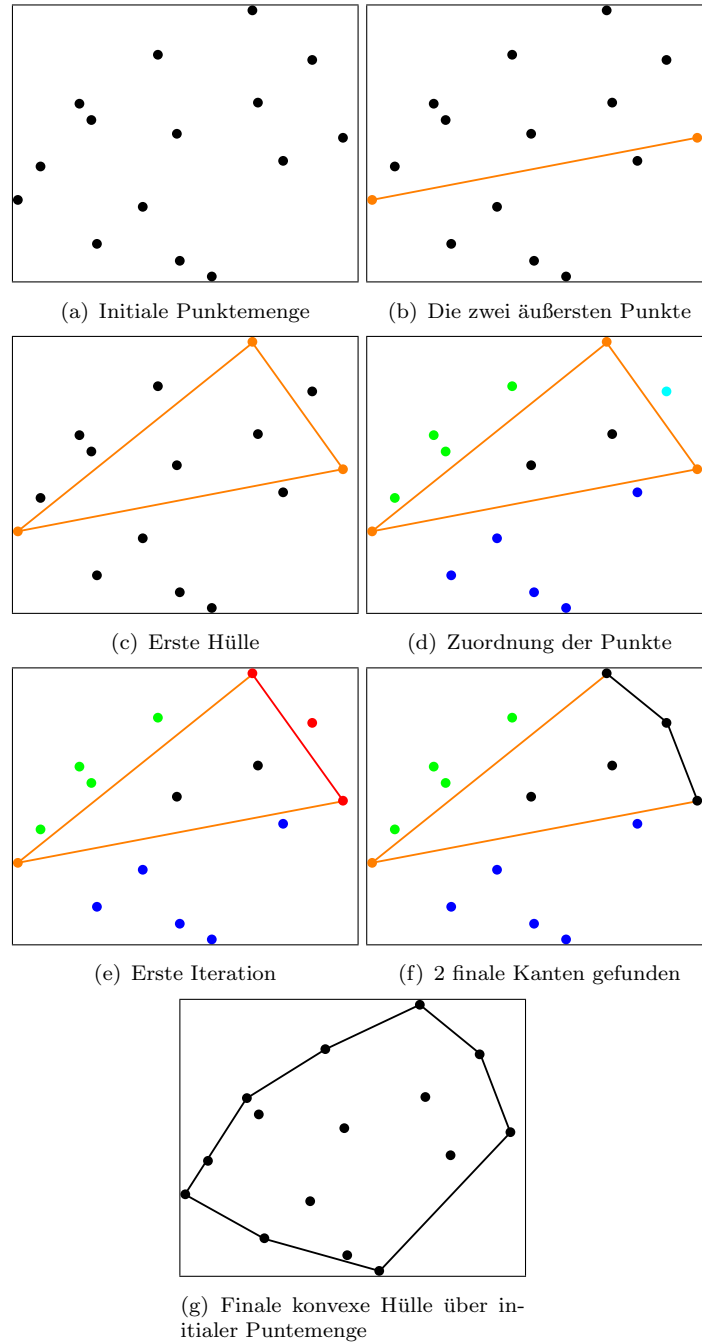 (a) Initiale Punktemenge
(b) Die zwei äußersten Punkte
(c) Erste Hülle
(d) Zuordnung der Punkte
(e) Erste Iteration
(f) 2 finale Kanten gefunden
(g) Finale konvexe Hülle über in-
itialer Puntemenge